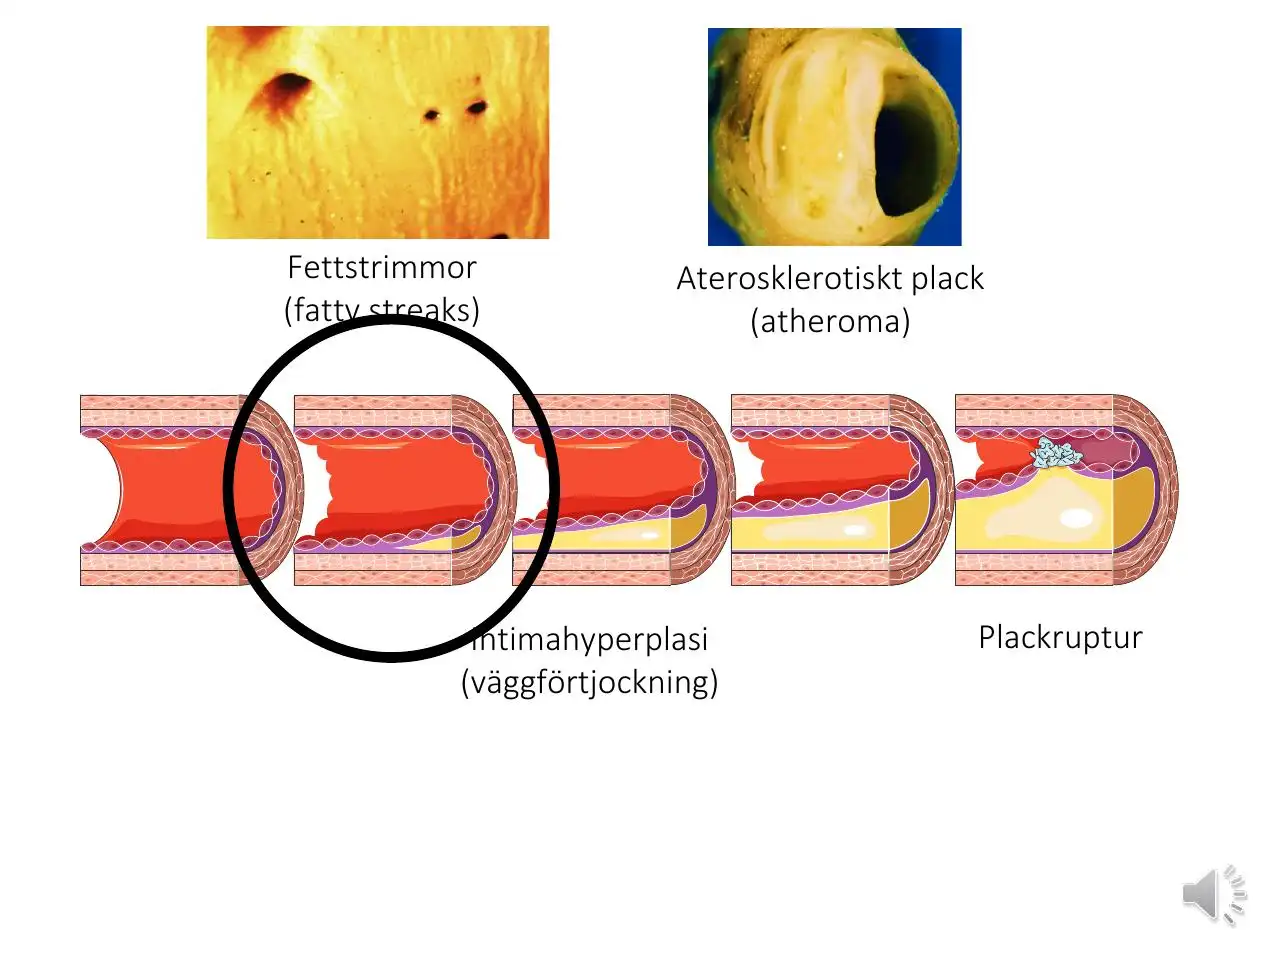 Fettstrimmor
(fatty streaks)
Aterosklerotiskt plack
(atheroma)
Intimahyperplasi
(väggförtjockning)
Plackruptur